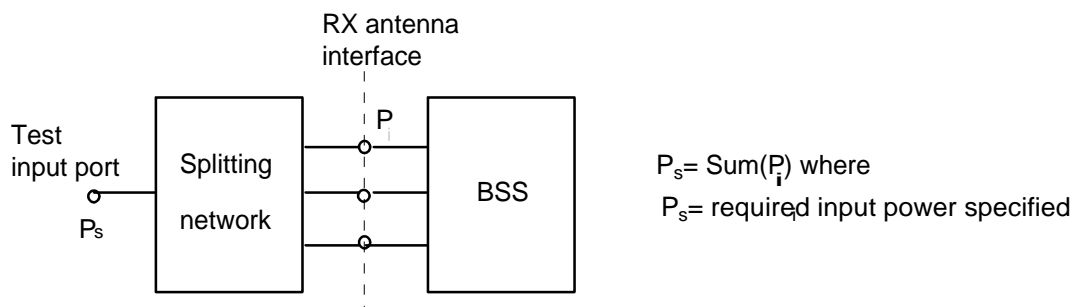 RX antenna
interface
P
i
Test
input port
Ps
Splitting
network
BSS
Ps= Sum(Pi) where
Ps= required input power specified
i